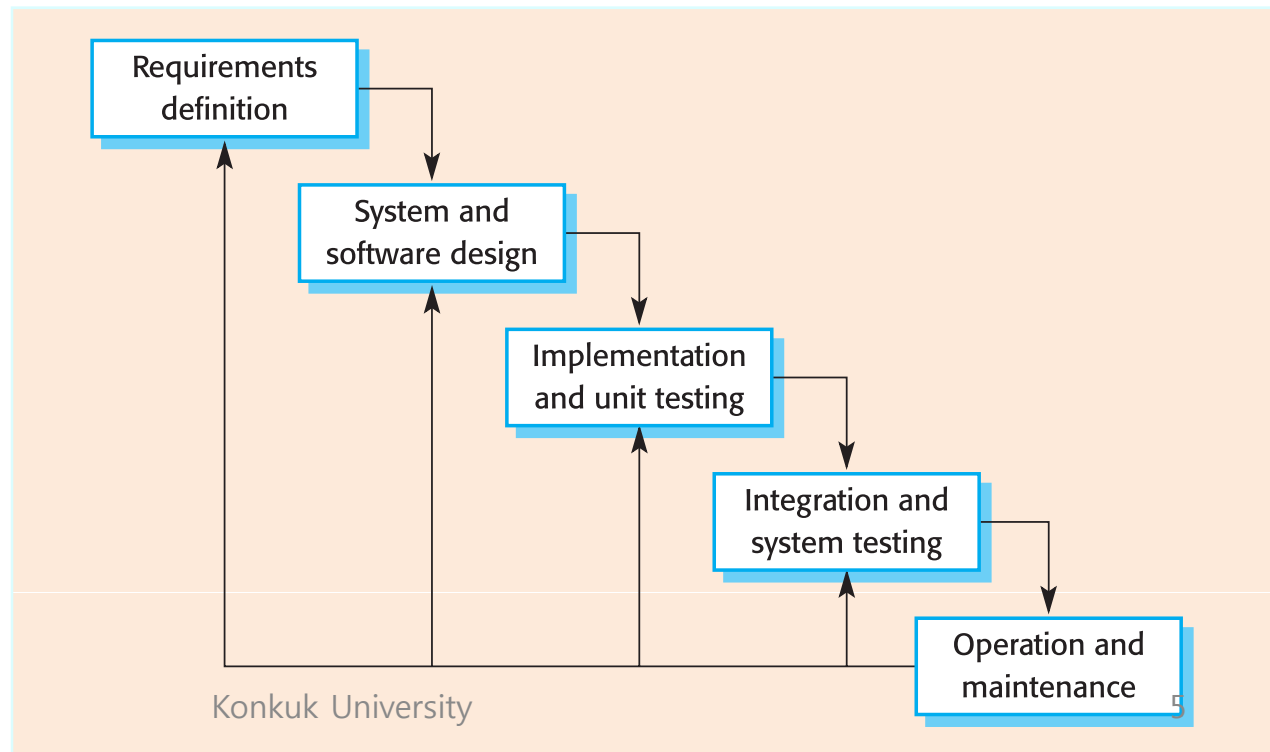 Requirements
definition
System and
software design
Implementation
and unit testing
Integration and
system testing
Operation and
maintenance
Konkuk University
5